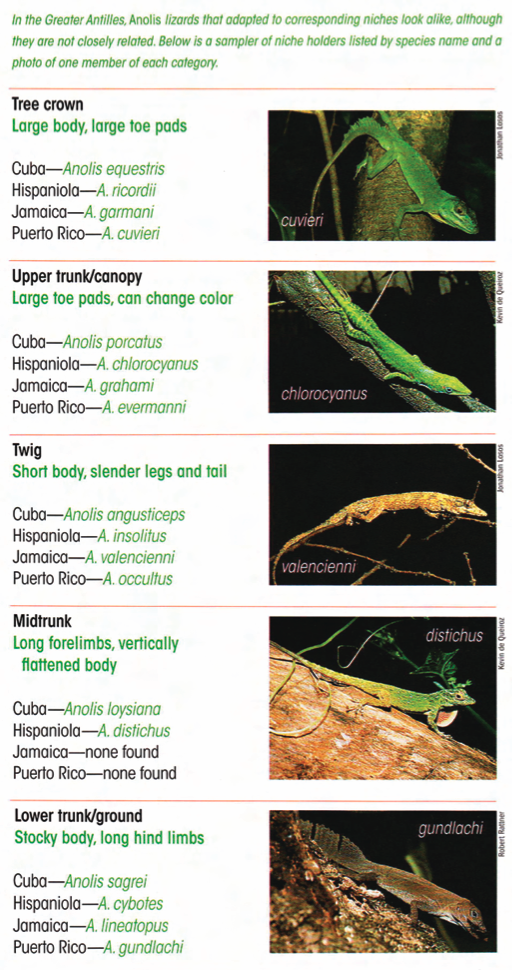 In the Greater Antilles, Anolis lizards that adapted to corresponding niches look alike, although
they are not closely related. Below is a sampler of niche holders listed by species name and a
photo of one member of each category.
Tree crown
Large body, large toe pads
Cuba—Anolis equestris
Hispaniola—A. ricordii
Jamaica—A. garmani
Puerto Rico—A. cuvieri
cuvieri
Jonathan Losos
Upper trunk/canopy
Large toe pads, can change color
Cuba—Anolis porcatus
Hispaniola—A. chlorocyanus
Jamaica—A. grahami
Puerto Rico—A. evermanni
chlorocyanus
Kevin de Queiroz
Twig
Short body, slender legs and tail
Cuba—Anolis angusticeps
Hispaniola—A. insolitus
Jamaica—A. valencienni
Puerto Rico—A. occultus
valencienni
Jonathan Losos
Midtrunk
Long forelimbs, vertically
flattened body
Cuba—Anolis loysiana
Hispaniola—A. distichus
Jamaica—none found
Puerto Rico—none found
distichus
Kevin de Queiroz
Lower trunk/ground
Stocky body, long hind limbs
Cuba—Anolis sagrei
Hispaniola—A. cybotes
Jamaica—A. lineatopus
Puerto Rico—A. gundlachi
gundlachi
Robert Rattner